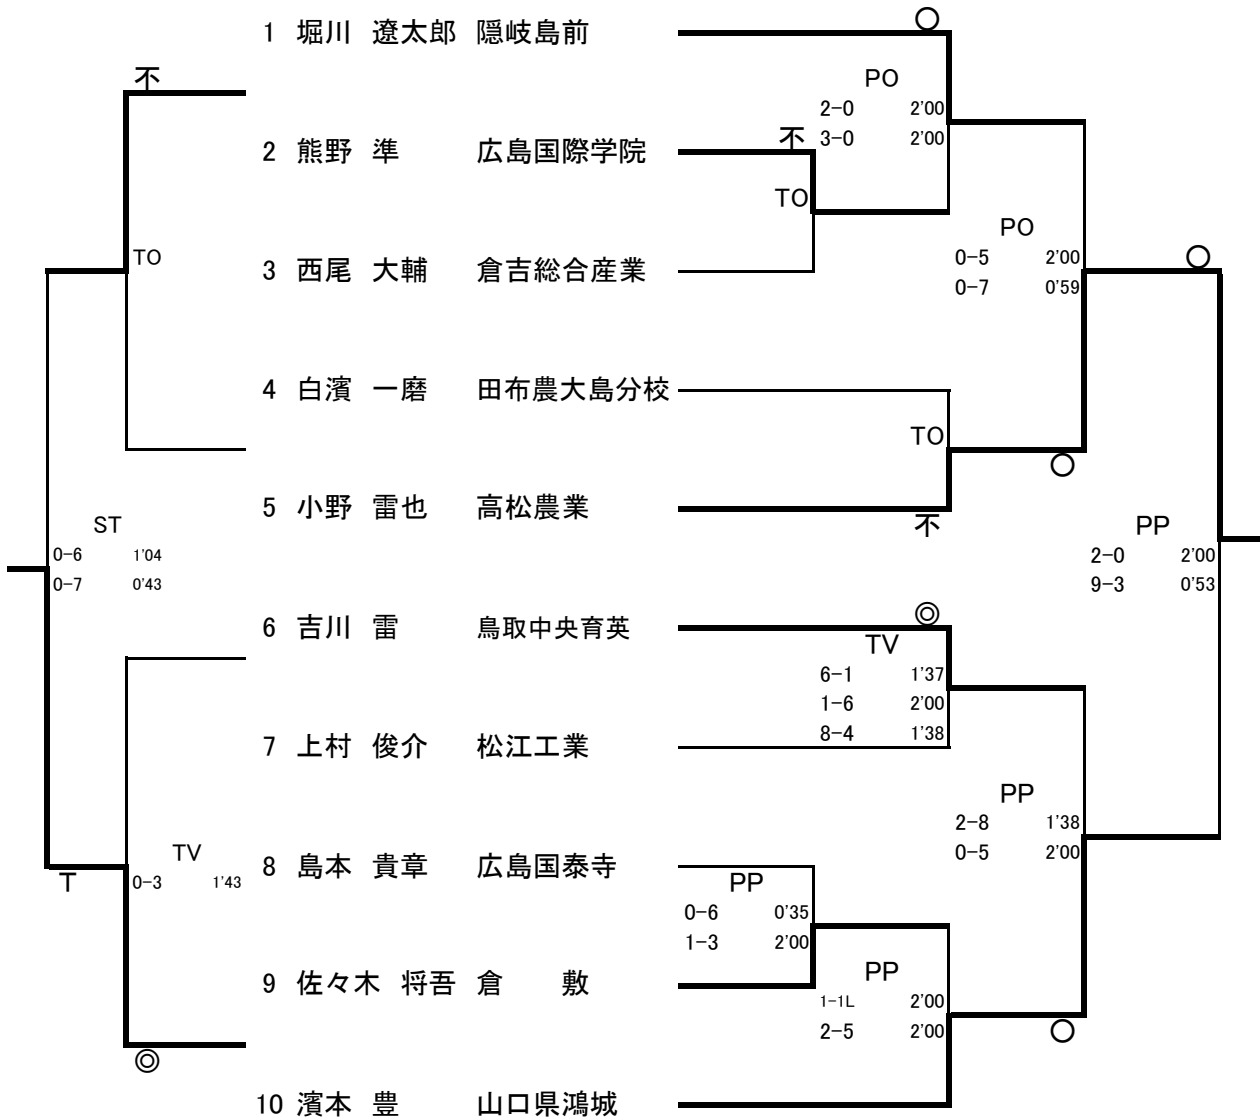 ○
1 堀川 遼太郎 隠岐島前
不
PO
2-0 2'00
3-0 2'00
不
2 熊野 準 広島国際学院
TO
PO
TO
0-5 2'00
0-7 0'59
○
3 西尾 大輔 倉吉総合産業
4 白濱 一磨 田布農大島分校
TO
○
5 小野 雷也 高松農業
不
ST
0-6 1'04
0-7 0'43
PP
2-0 2'00
9-3 0'53
◎
6 吉川 雷 鳥取中央育英
TV
6-1 1'37
1-6 2'00
8-4 1'38
7 上村 俊介 松江工業
PP
2-8 1'38
0-5 2'00
TV
0-3 1'43
T
8 島本 貴章 広島国泰寺
PP
0-6 0'35
1-3 2'00
9 佐々木 将吾 倉 敷
PP
1-1L 2'00
2-5 2'00
○
◎
10 濱本 豊 山口県鴻城